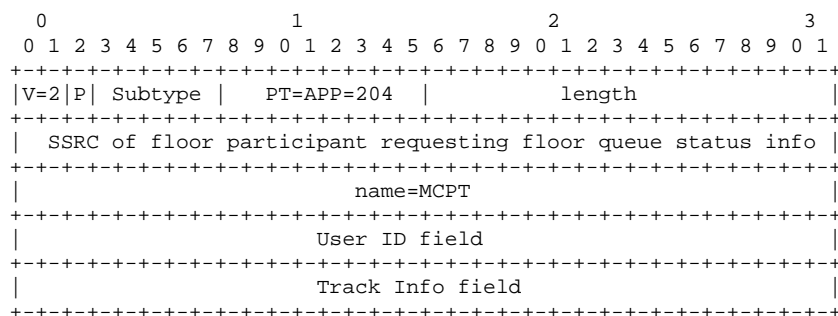 0                   1                   2                   3
0 1 2 3 4 5 6 7 8 9 0 1 2 3 4 5 6 7 8 9 0 1 2 3 4 5 6 7 8 9 0 1
+-+-+-+-+-+-+-+-+-+-+-+-+-+-+-+-+-+-+-+-+-+-+-+-+-+-+-+-+-+-+-+-+
|V=2|P| Subtype | PT=APP=204 | length |
+-+-+-+-+-+-+-+-+-+-+-+-+-+-+-+-+-+-+-+-+-+-+-+-+-+-+-+-+-+-+-+-+
| SSRC of floor participant requesting floor queue status info |
+-+-+-+-+-+-+-+-+-+-+-+-+-+-+-+-+-+-+-+-+-+-+-+-+-+-+-+-+-+-+-+-+
| name=MCPT |
+-+-+-+-+-+-+-+-+-+-+-+-+-+-+-+-+-+-+-+-+-+-+-+-+-+-+-+-+-+-+-+-+
| User ID field |
+-+-+-+-+-+-+-+-+-+-+-+-+-+-+-+-+-+-+-+-+-+-+-+-+-+-+-+-+-+-+-+-+
| Track Info field |
+-+-+-+-+-+-+-+-+-+-+-+-+-+-+-+-+-+-+-+-+-+-+-+-+-+-+-+-+-+-+-+-+